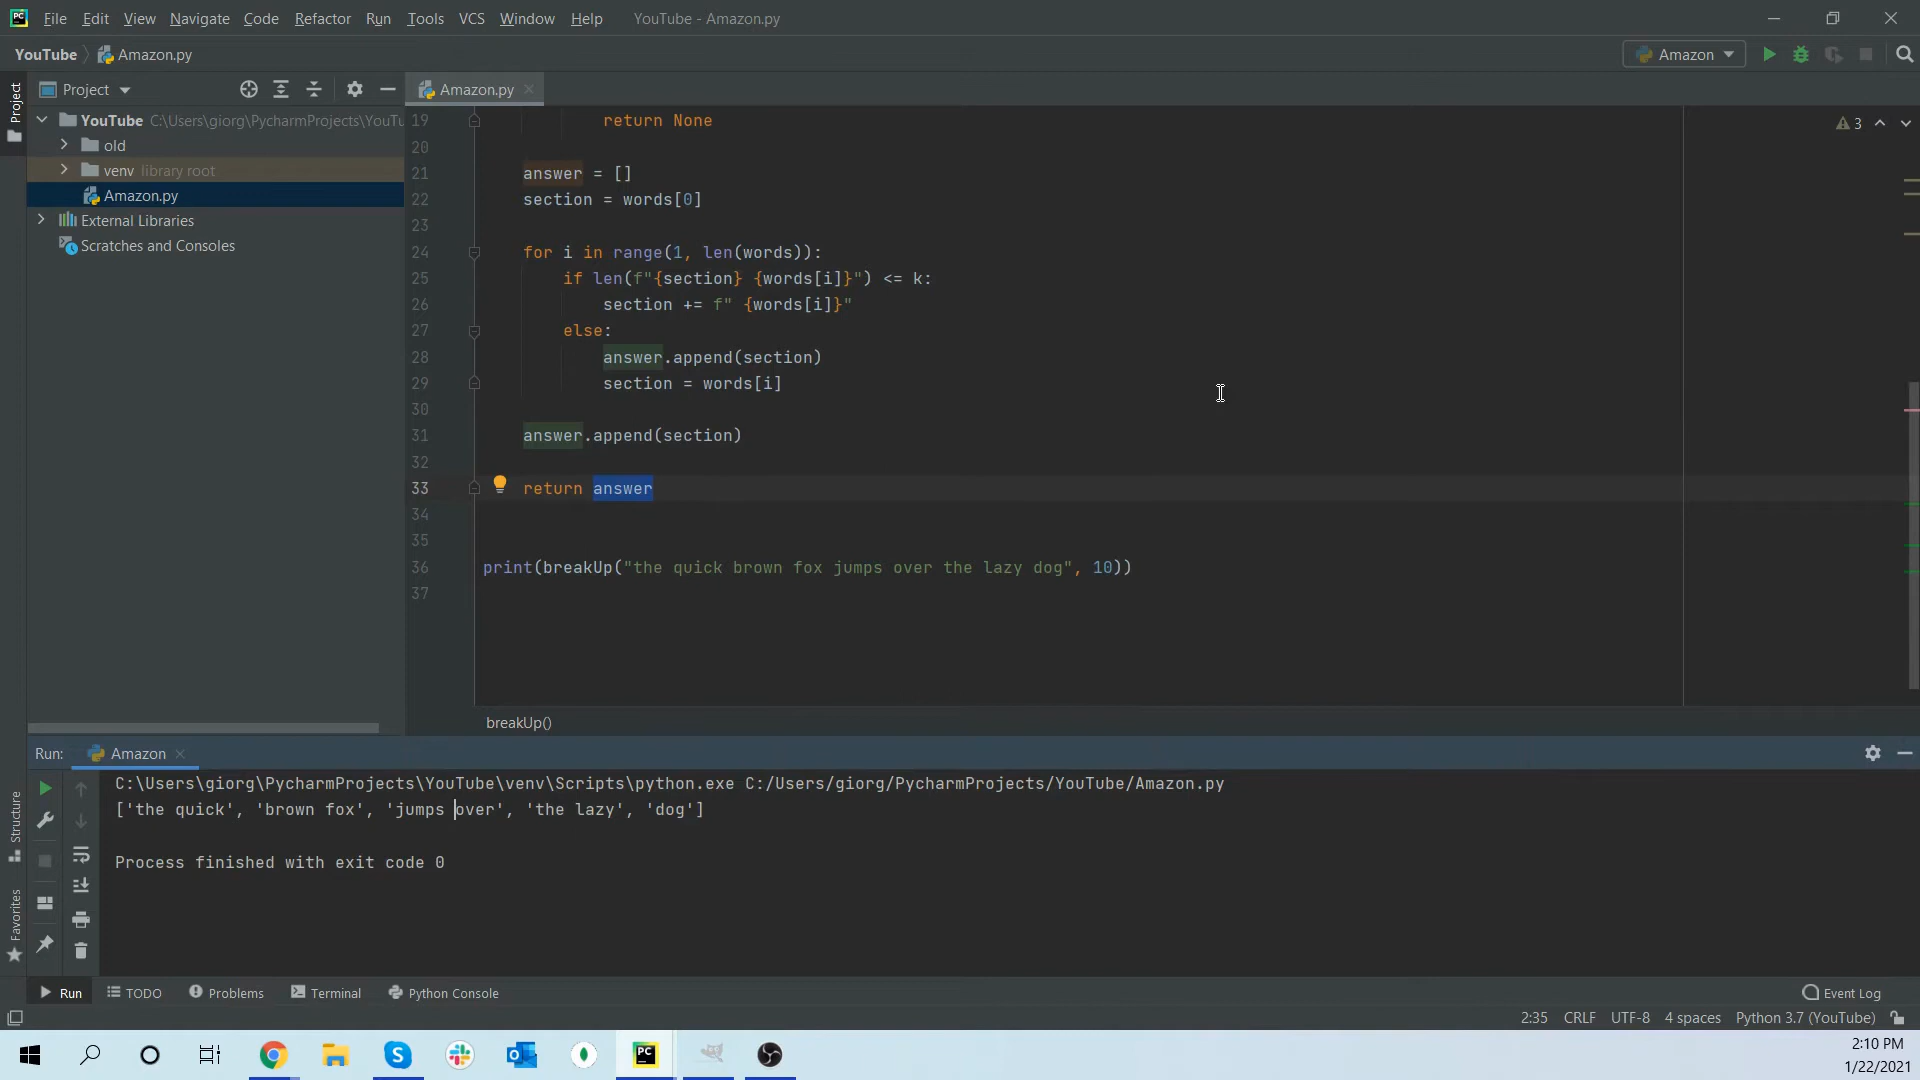 PC File Edit View Navigate Code Refactor Run Tools VCS Window Help YouTube - Amazon.py
YouTube Amazon.py Amazon
Project
Project
Amazon.py
YouTube C:\Users\giorg\PycharmProjects\YouTu
old
venv library root
Amazon.py
External Libraries
Scratches and Consoles
3
19 return None
20
21 answer = []
22 section = words[0]
23
24 for i in range(1, len(words)):
25 if len(f"{section} {words[i]}") <= k:
26 section += f" {words[i]}"
27 else:
28 answer.append(section)
29 section = words[i]
30
31 answer.append(section)
32
33 return answer
34
35
36 print(breakUp("the quick brown fox jumps over the lazy dog", 10))
37
breakUp()
Run: Amazon
C:\Users\giorg\PycharmProjects\YouTube\venv\Scripts\python.exe C:/Users/giorg/PycharmProjects/YouTube/Amazon.py
['the quick', 'brown fox', 'jumps over', 'the lazy', 'dog']
Process finished with exit code 0
Structure
Favorites
Run TODO Problems Terminal Python Console Event Log
2:35 CRLF UTF-8 4 spaces Python 3.7 (YouTube)
S PC
2:10 PM
1/22/2021